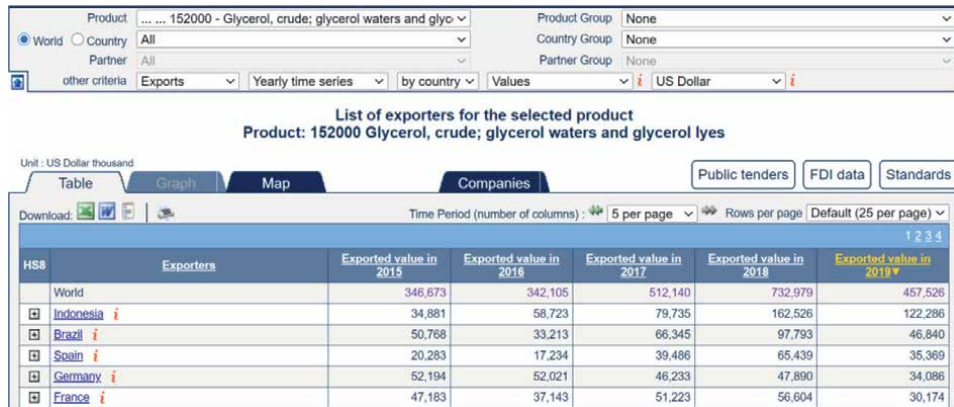 Product ... ... 152000 - Glycerol, crude; glycerol waters and glyc Product Group None
World Country All Country Group None
Partner All Partner Group None
other criteria Exports Yearly time series by country Values i US Dollar i
List of exporters for the selected product
Product: 152000 Glycerol, crude; glycerol waters and glycerol lyes
Unit : US Dollar thousand
Table Graph Map Companies Public tenders FDI data Standards
Download: Time Period (number of columns) : 5 per page Rows per page Default (25 per page)
1 2 3 4
HS8 Exporters Exported value in 2015 Exported value in 2016 Exported value in 2017 Exported value in 2018 Exported value in 2019▼
World 346,673 342,105 512,140 732,979 457,526
Indonesia i 34,881 58,723 79,735 162,526 122,286
Brazil i 50,768 33,213 66,345 97,793 46,840
Spain i 20,283 17,234 39,486 65,439 35,369
Germany i 52,194 52,021 46,233 47,890 34,086
France i 47,183 37,143 51,223 56,604 30,174